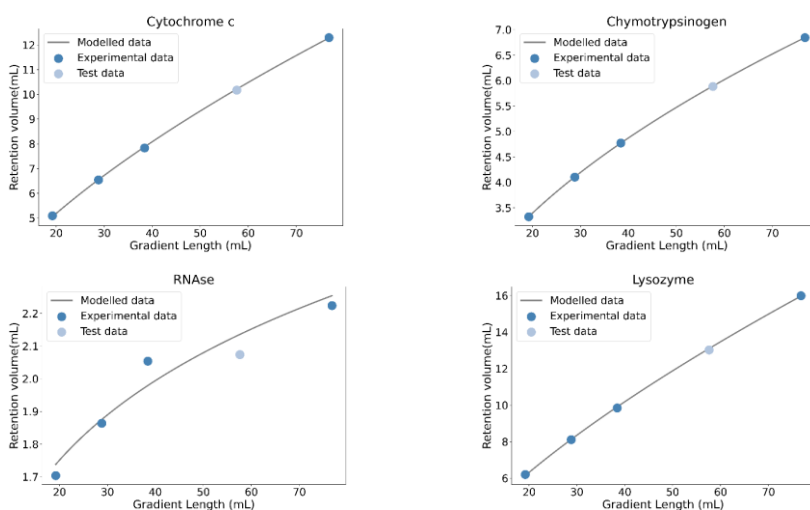 Cytochrome c
Modelled data
Experimental data
Test data
Retention volume(mL)
12
11
10
9
8
7
6
5
20 30 40 50 60 70
Gradient Length (mL)
Chymotrypsinogen
Modelled data
Experimental data
Test data
Retention volume(mL)
7.0
6.5
6.0
5.5
5.0
4.5
4.0
3.5
20 30 40 50 60 70
Gradient Length (mL)
RNAse
Modelled data
Experimental data
Test data
Retention volume(mL)
2.2
2.1
2.0
1.9
1.8
1.7
20 30 40 50 60 70
Gradient Length (mL)
Lysozyme
Modelled data
Experimental data
Test data
Retention volume(mL)
16
14
12
10
8
6
20 30 40 50 60 70
Gradient Length (mL)